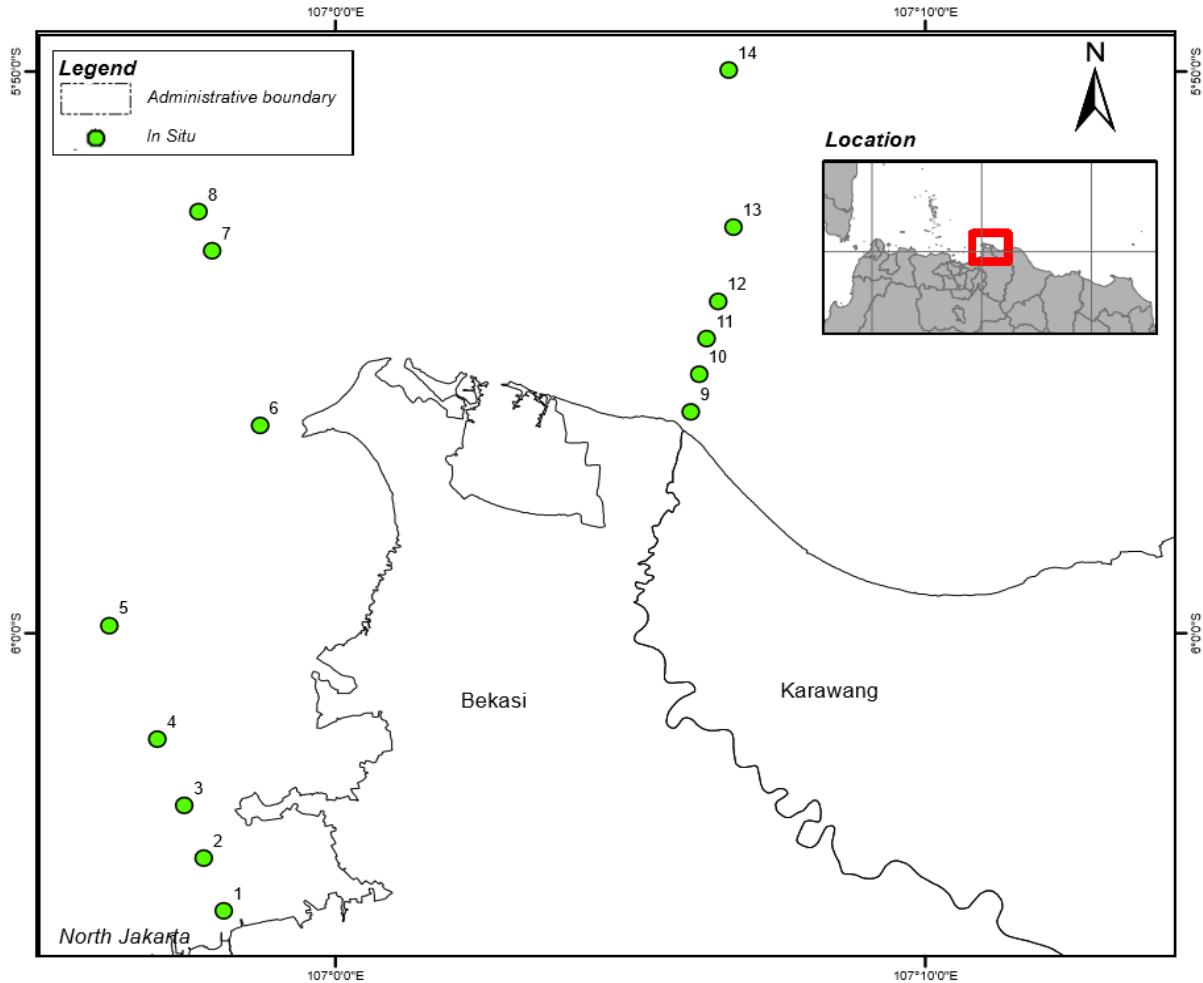 107°0'0"E
107°10'0"E
5°50'0"S
5°50'0"S
Legend
Administrative boundary
In Situ
N
Location
14
13
12
11
10
9
8
7
6
5
4
3
2
1
6°0'0"S
6°0'0"S
Bekasi
Karawang
North Jakarta
107°0'0"E
107°10'0"E